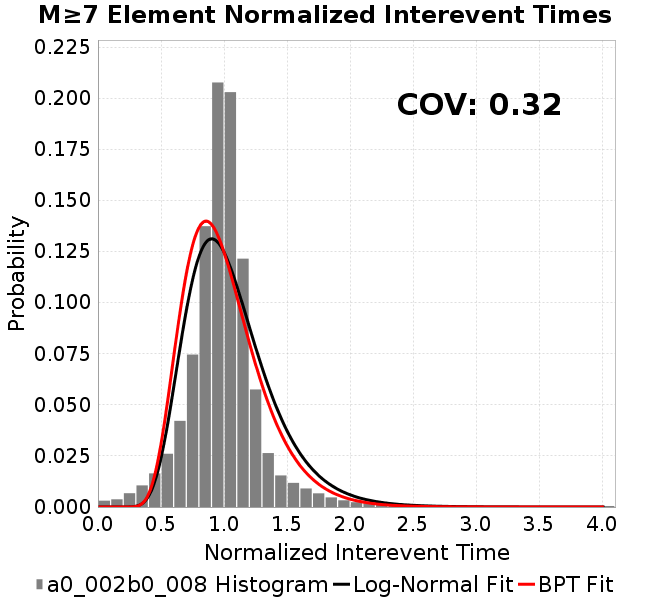 M≥7 Element Normalized Interevent Times
0.225
0.200
0.175
0.150
0.125
0.100
0.075
0.050
0.025
0.000
Probability
COV: 0.32
0.0 0.5 1.0 1.5 2.0 2.5 3.0 3.5 4.0
Normalized Interevent Time
a0_002b0_008 Histogram Log-Normal Fit BPT Fit